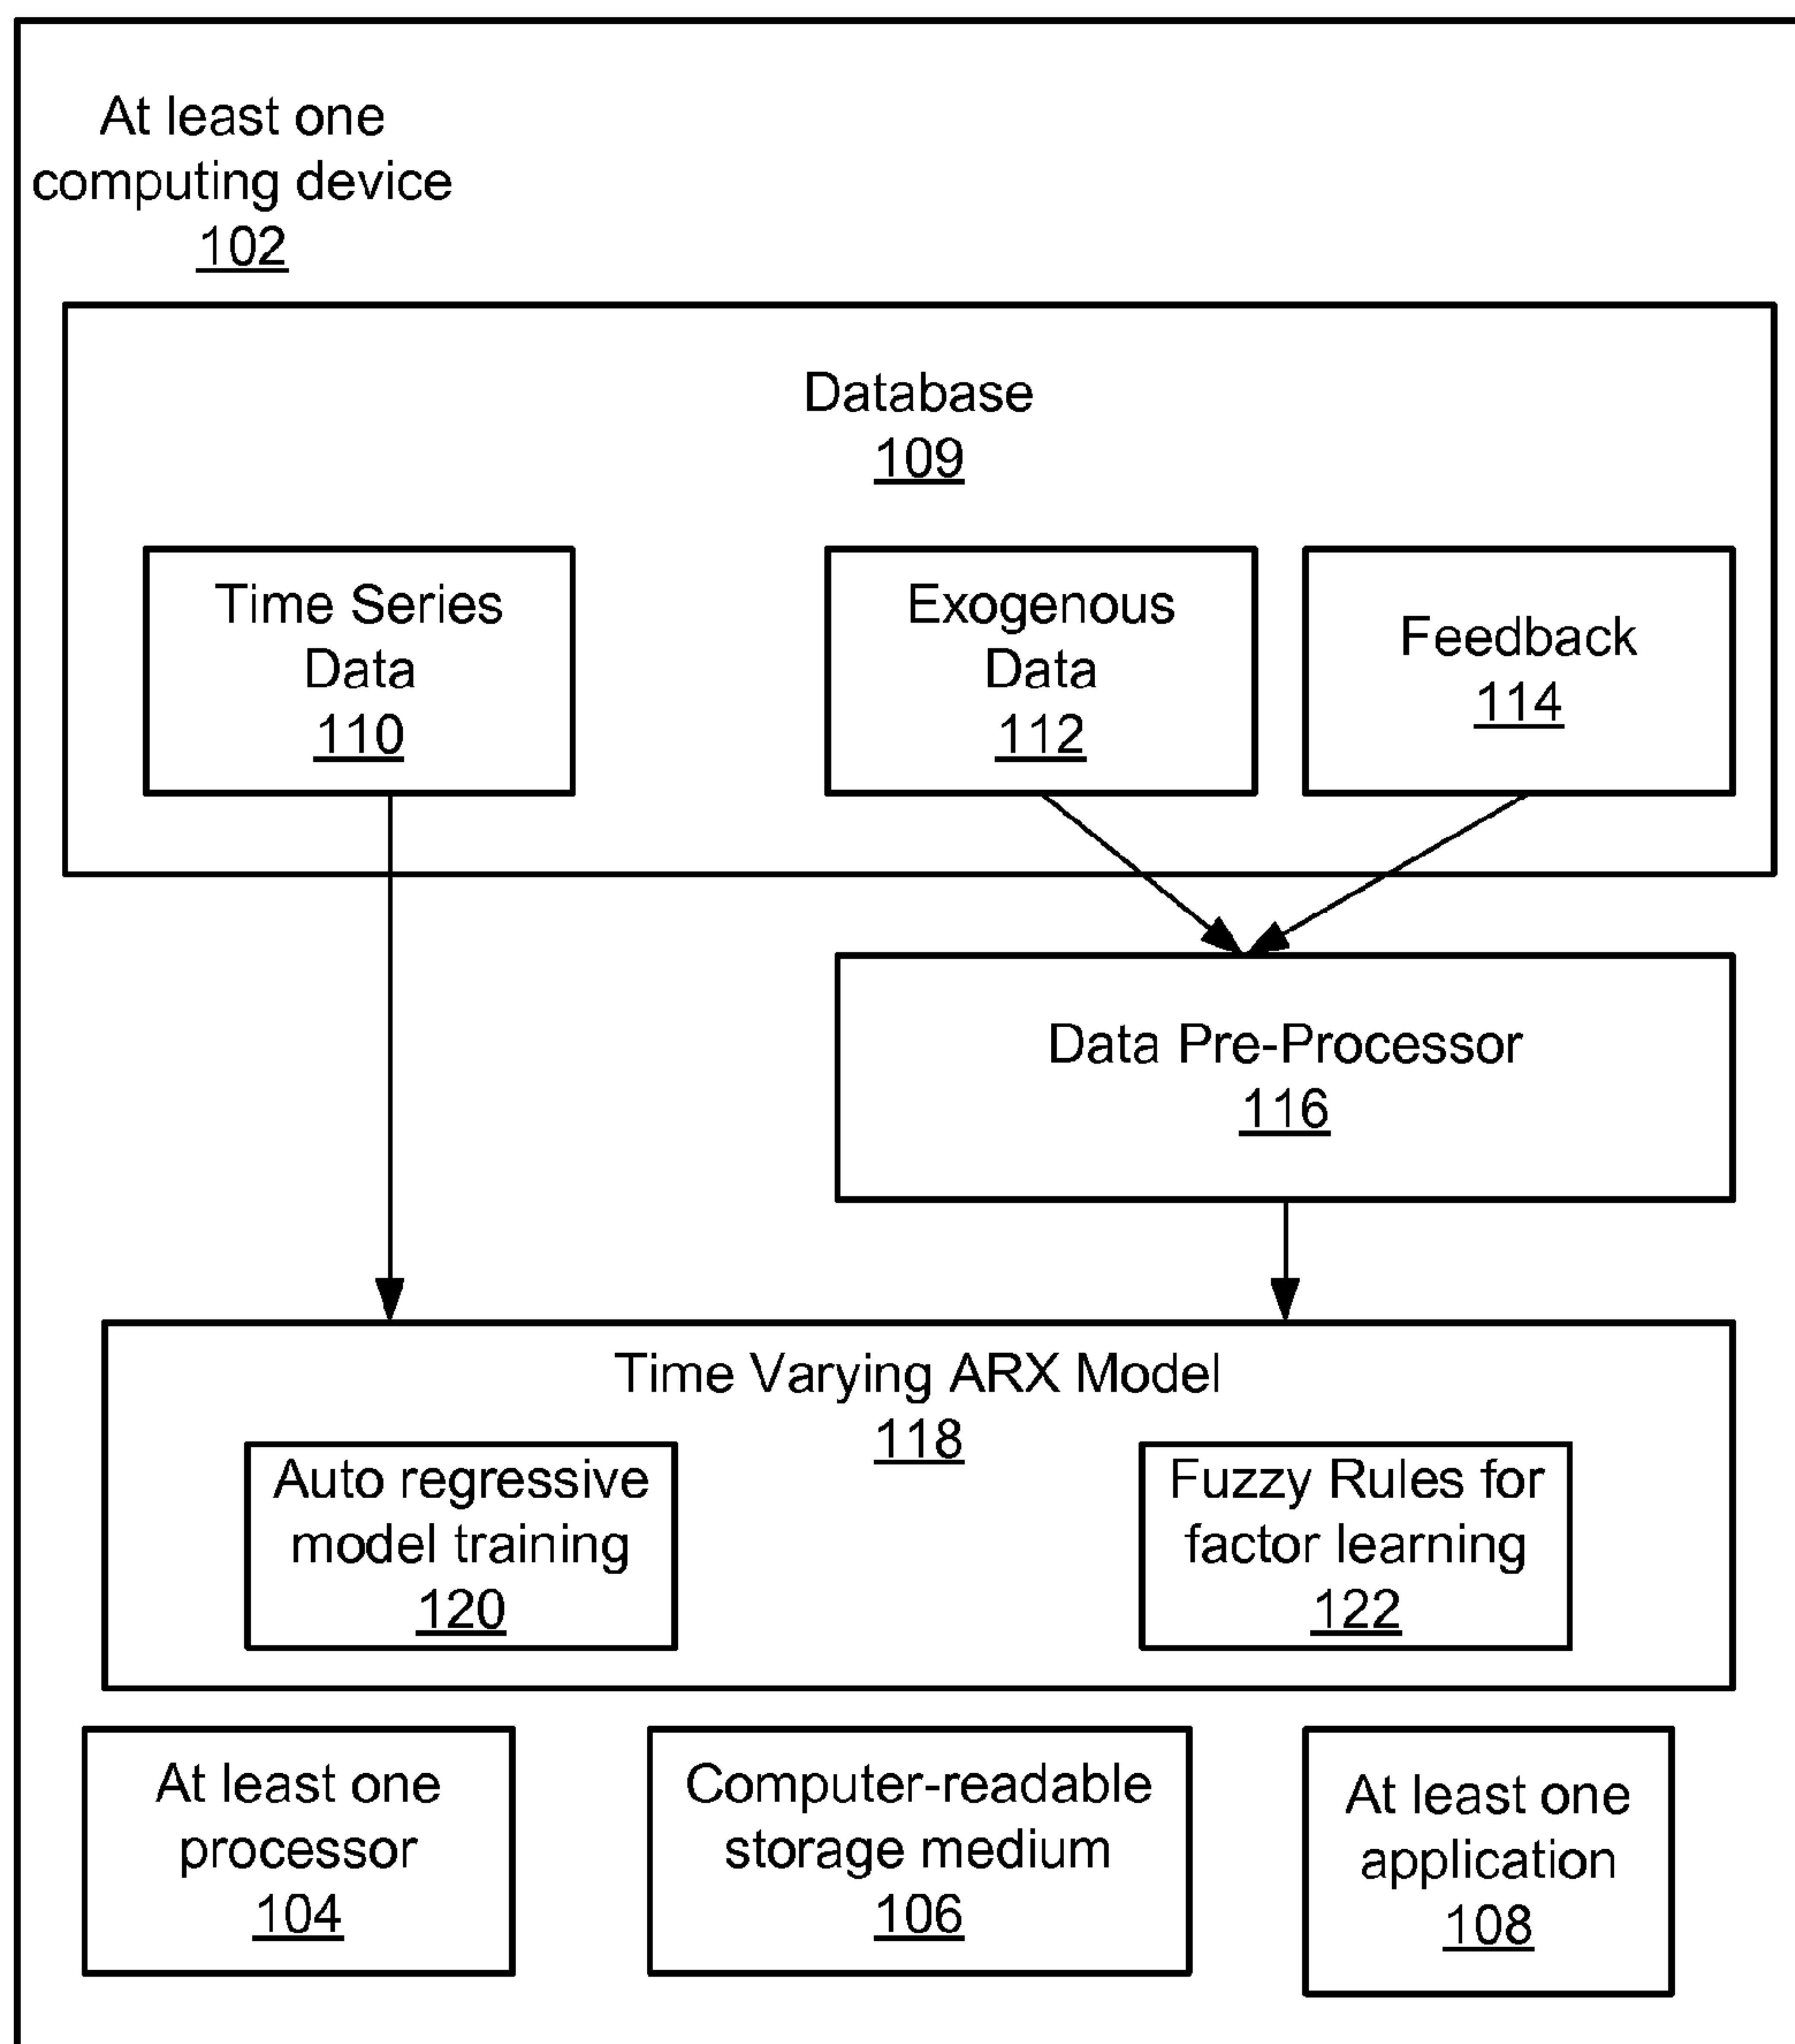 At least one
computing device
102
Database
109
Time Series
Data
110
Exogenous
Data
112
Feedback
114
Data Pre-Processor
116
Time Varying ARX Model
118
Auto regressive
model training
120
Fuzzy Rules for
factor learning
122
At least one
processor
104
Computer-readable
storage medium
106
At least one
application
108